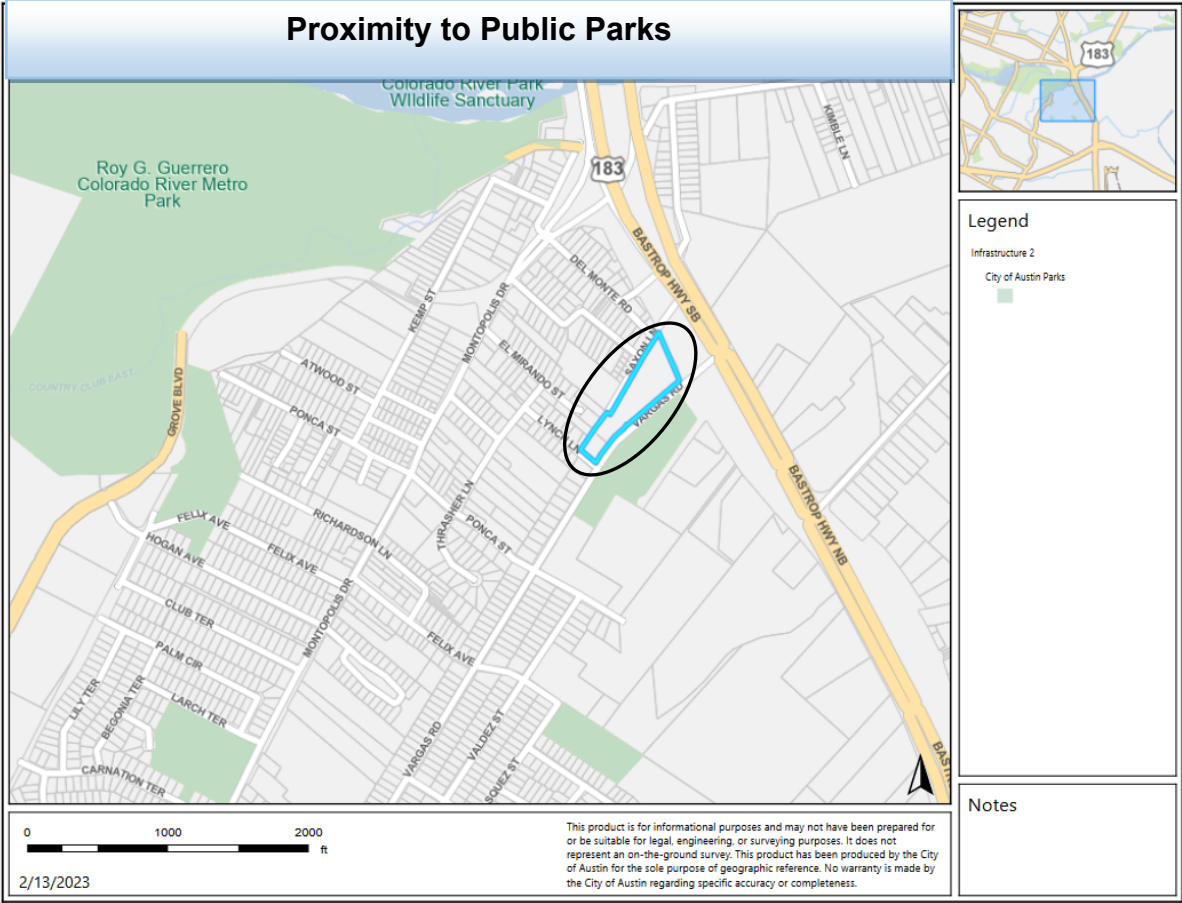 Proximity to Public Parks
Colorado River Park
WIldlife Sanctuary
Roy G. Guerrero
Colorado River Metro
Park
183
183
KIMBLE LN
BASTROP HWY SB
DEL MONTE RD
KEMP ST
MONTOPOLIS DR
SAXON LN
EL MIRANDO ST
ATWOOD ST
COUNTRY CLUB EAST
GROVE BLVD
PONCA ST
LYNCH LN
VARGAS RD
BASTROP HWY NB
THRASHER LN
FELIX AVE
RICHARDSON LN
PONCA ST
HOGAN AVE
FELIX AVE
CLUB TER
MONTOPOLIS DR
FELIX AVE
PALM CIR
LILY TER
BEGONIA TER
LARCH TER
VARGAS RD
VALDEZ ST
SQUEZ ST
CARNATION TER
BAST
Legend
Infrastructure 2
City of Austin Parks
Notes
0 1000 2000
ft
2/13/2023
This product is for informational purposes and may not have been prepared for
or be suitable for legal, engineering, or surveying purposes. It does not
represent an on-the-ground survey. This product has been produced by the City
of Austin for the sole purpose of geographic reference. No warranty is made by
the City of Austin regarding specific accuracy or completeness.